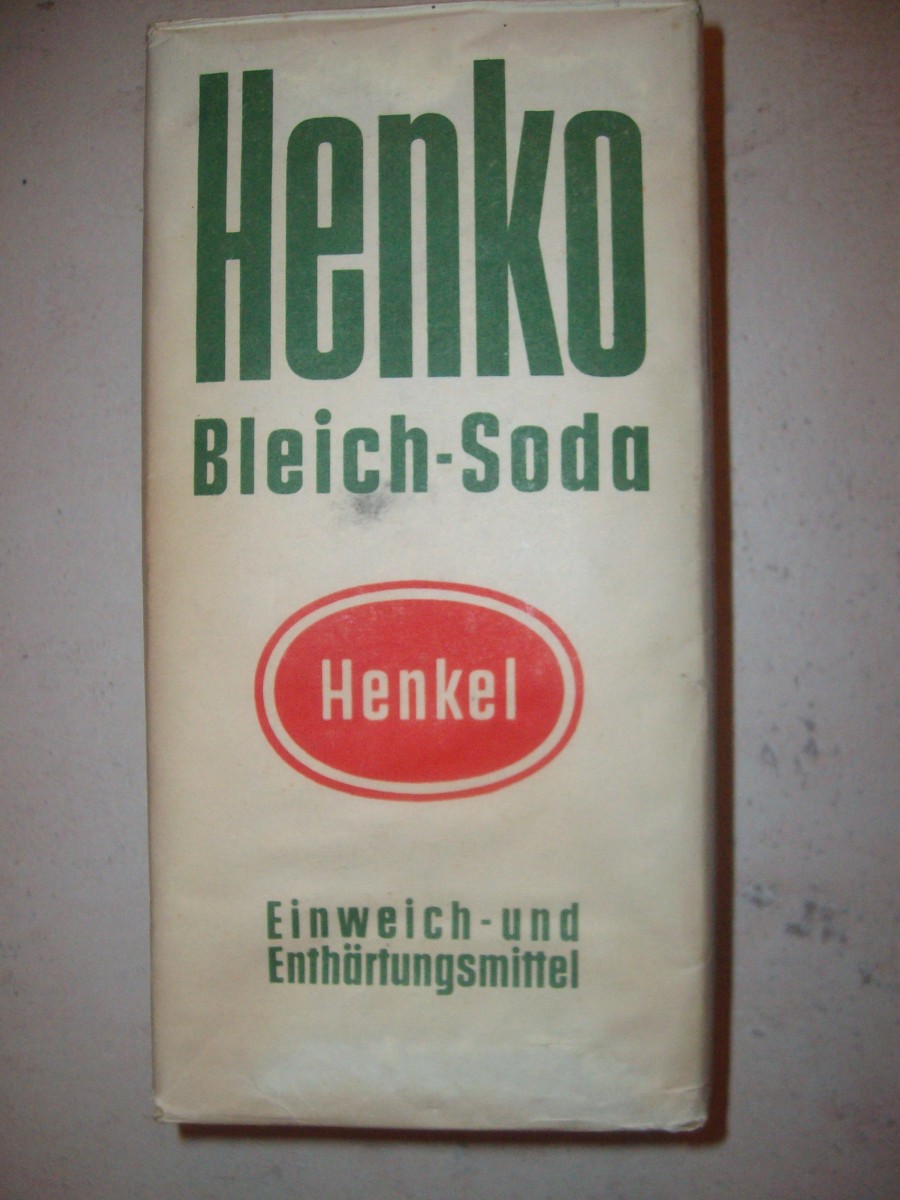 Henko
Bleich-Soda
Henkel
Einweich-und
Enthärtungsmittel